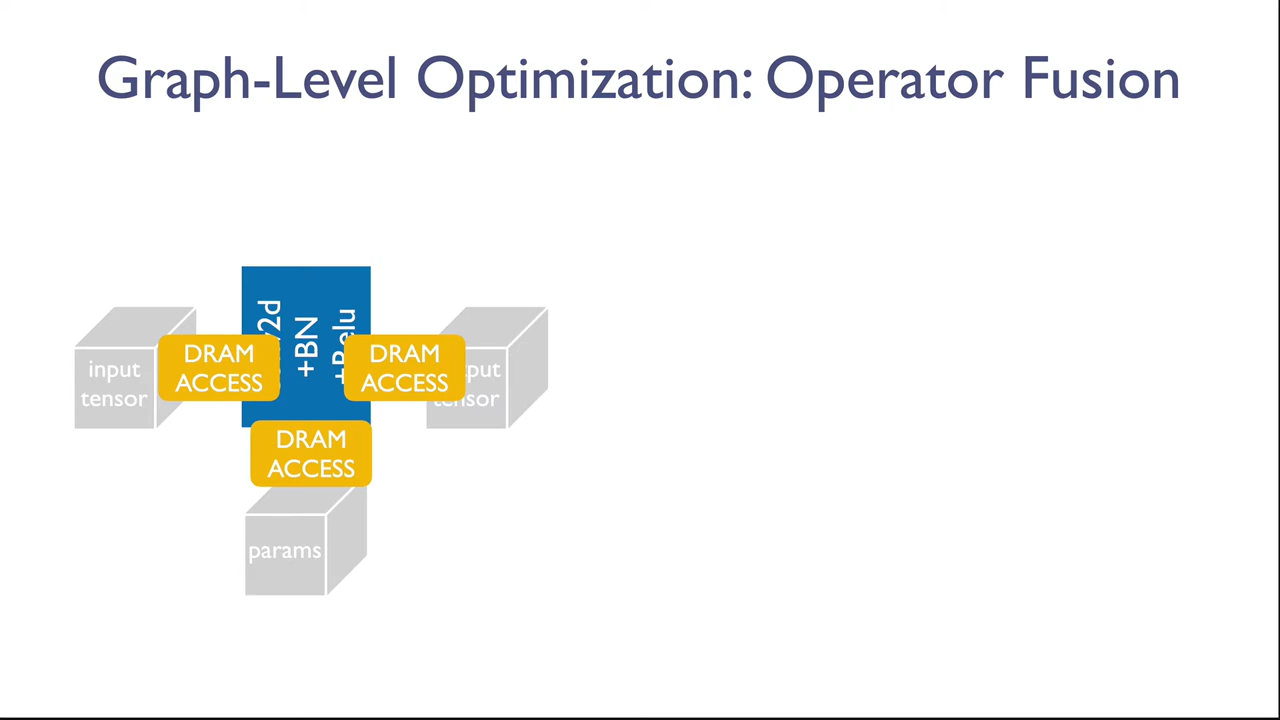 Graph-Level Optimization: Operator Fusion
input
tensor
DRAM
ACCESS
+BN
DRAM
ACCESS
DRAM
ACCESS
params